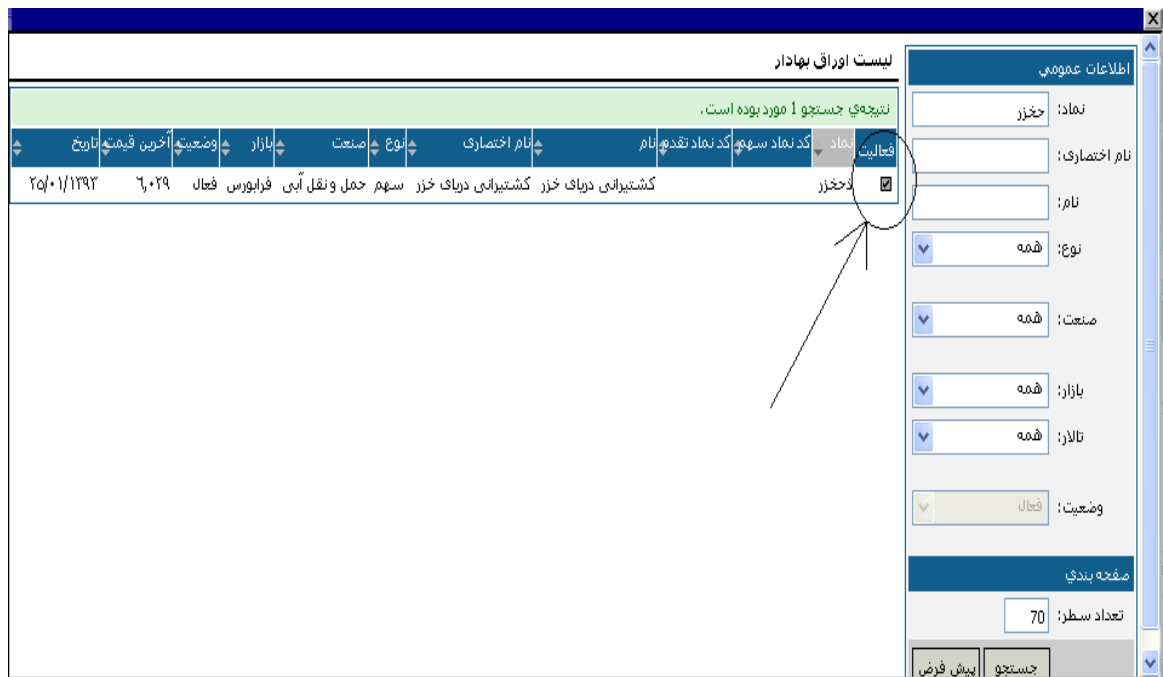 X
لیست اوراق بهادار
نتیجه‌ي جستجو 1 مورد بوده است.
فعالیت نماد کد نماد سهم کد نماد تقدم نام نام اختصاری نوع صنعت بازار وضعیت آخرین قیمت تاریخ
ذحخزر کشتیرانی دریای خزر کشتیرانی دریای خزر سهم حمل ونقل آبی فرابورس فعال ۶,۰۲۹ ۲۵/۰۱/۱۳۹۳
اطلاعات عمومي
نماد: حخزر
نام اختصاری:
نام:
نوع: همه
صنعت: همه
بازار: همه
تالار: همه
وضعیت: فعال
صفحه بندي
تعداد سطر: 70
جستجو پیش فرض